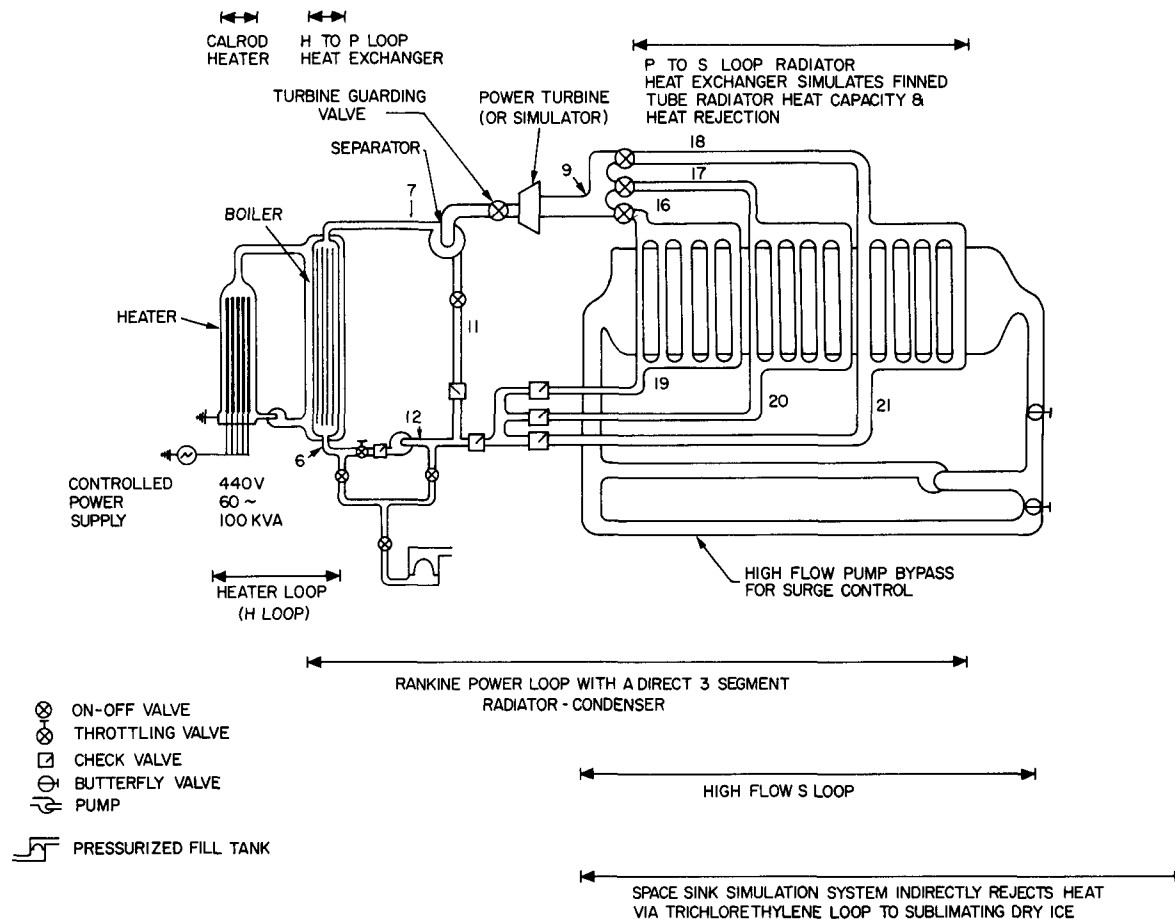 CALROD
HEATER
H TO P LOOP
HEAT EXCHANGER
P TO S LOOP RADIATOR
HEAT EXCHANGER SIMULATES FINNED
TUBE RADIATOR HEAT CAPACITY &
HEAT REJECTION
TURBINE GUARDING
VALVE
POWER TURBINE
(OR SIMULATOR)
SEPARATOR
18
9
17
7
16
BOILER
HEATER
11
19
20
21
12
6
CONTROLLED
POWER
SUPPLY
440 V
60 ~
100 KVA
HIGH FLOW PUMP BYPASS
FOR SURGE CONTROL
HEATER LOOP
(H LOOP)
RANKINE POWER LOOP WITH A DIRECT 3 SEGMENT
RADIATOR - CONDENSER
ON-OFF VALVE
THROTTLING VALVE
CHECK VALVE
BUTTERFLY VALVE
PUMP
PRESSURIZED FILL TANK
HIGH FLOW S LOOP
SPACE SINK SIMULATION SYSTEM INDIRECTLY REJECTS HEAT
VIA TRICHLORETHYLENE LOOP TO SUBLIMATING DRY ICE